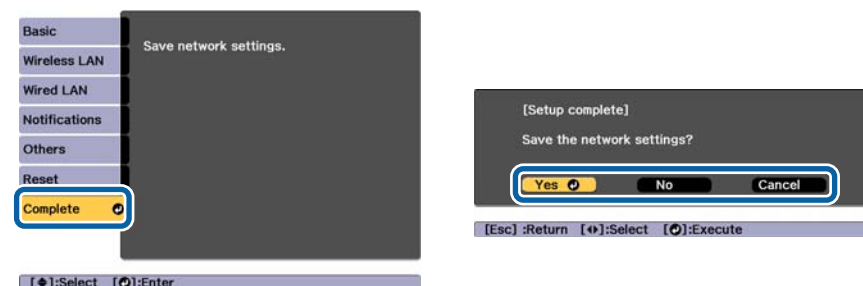 Basic
Wireless LAN
Wired LAN
Notifications
Others
Reset
Complete
Save network settings.
[◆]:Select [⏎]:Enter
[Setup complete]
Save the network settings?
Yes No Cancel
[Esc] :Return [◂▸]:Select [⏎]:Execute